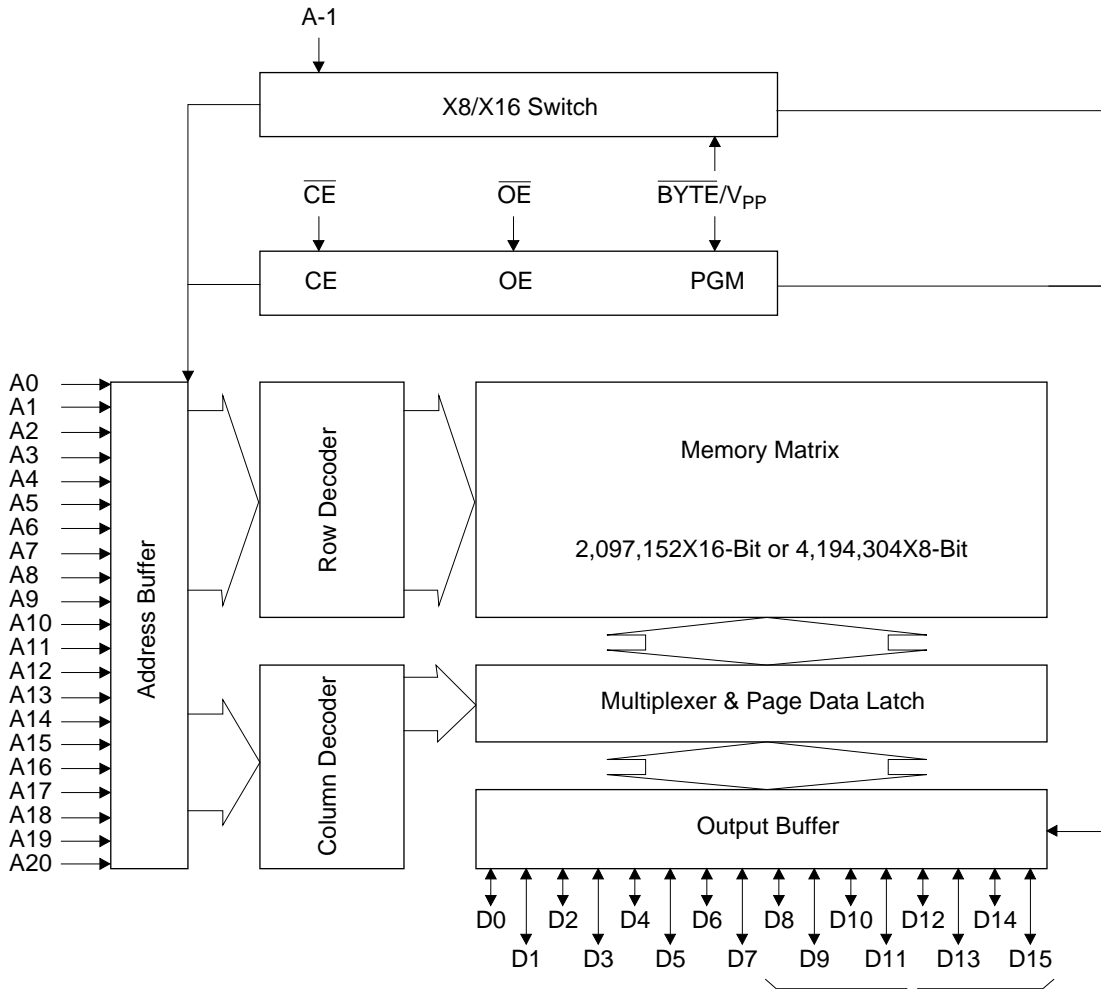 A-1
X8/X16 Switch
CE OE BYTE/VPP
CE OE PGM
A0
A1
A2
A3
A4
A5
A6
A7
A8
A9
A10
A11
A12
A13
A14
A15
A16
A17
A18
A19
A20
Address Buffer
Row Decoder
Memory Matrix
2,097,152X16-Bit or 4,194,304X8-Bit
Column Decoder
Multiplexer & Page Data Latch
Output Buffer
D0 D2 D4 D6 D8 D10 D12 D14
D1 D3 D5 D7 D9 D11 D13 D15